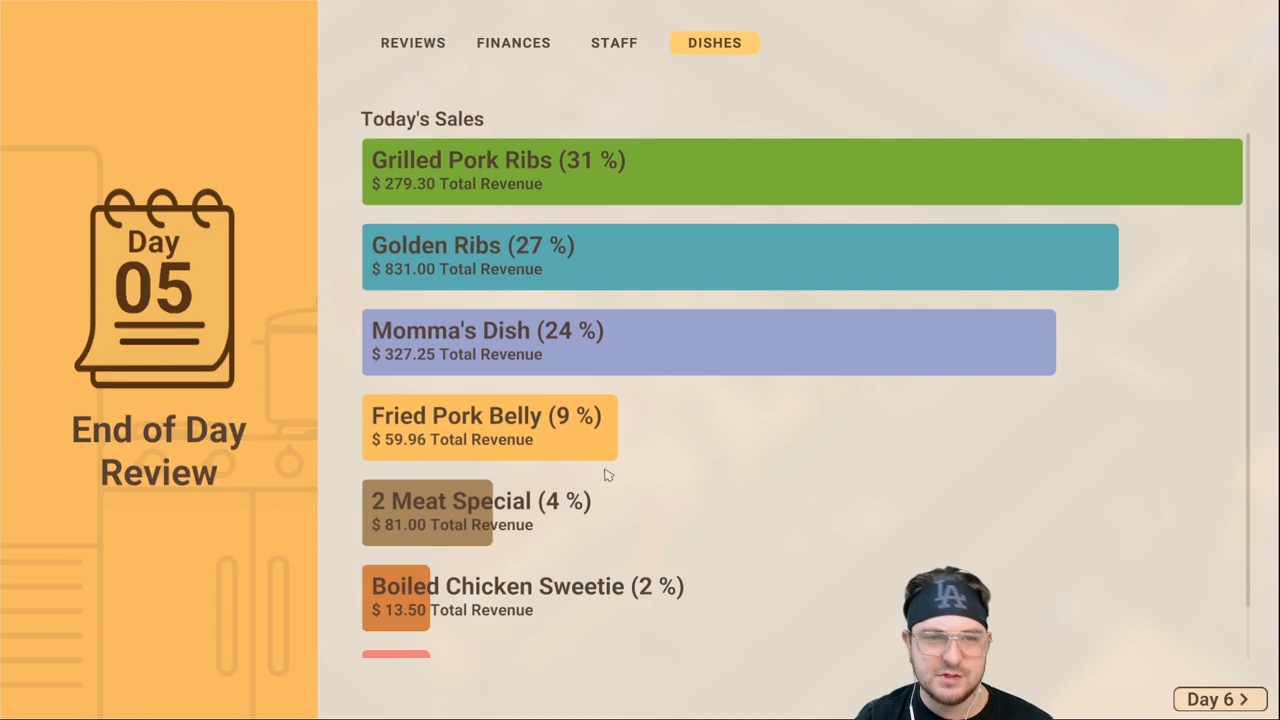 REVIEWS FINANCES STAFF DISHES
Today's Sales
Grilled Pork Ribs (31 %)
$ 279.30 Total Revenue
Golden Ribs (27 %)
$ 831.00 Total Revenue
Momma's Dish (24 %)
$ 327.25 Total Revenue
Fried Pork Belly (9 %)
$ 59.96 Total Revenue
2 Meat Special (4 %)
$ 81.00 Total Revenue
Boiled Chicken Sweetie (2 %)
$ 13.50 Total Revenue
Day
05
End of Day
Review
LA
Day 6 >